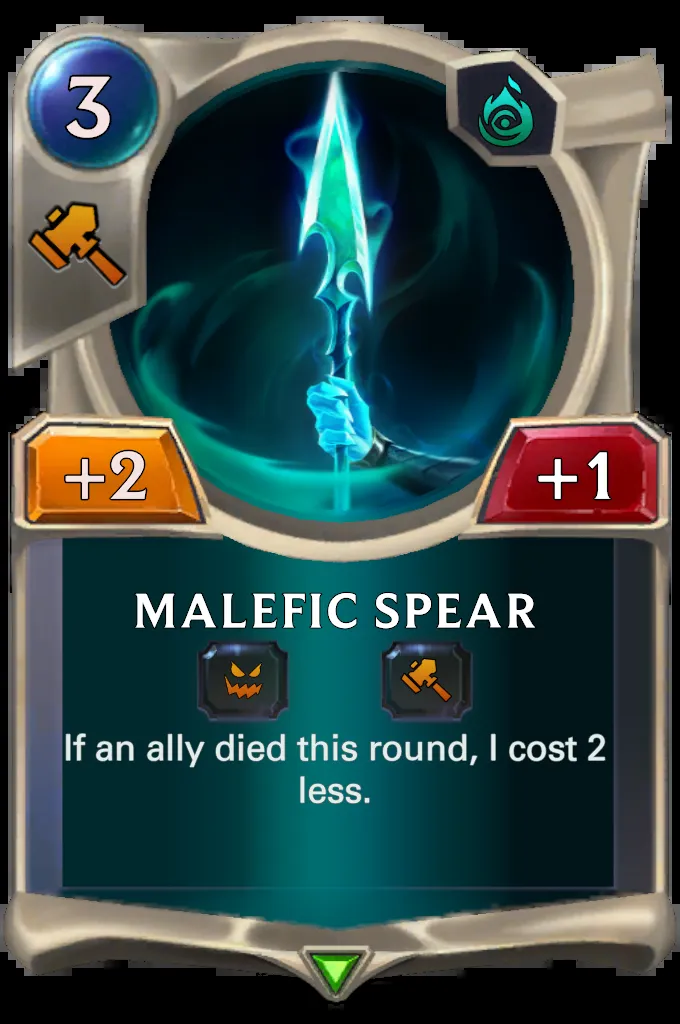 3
+2
+1
MALEFIC SPEAR
If an ally died this round, I cost 2
less.